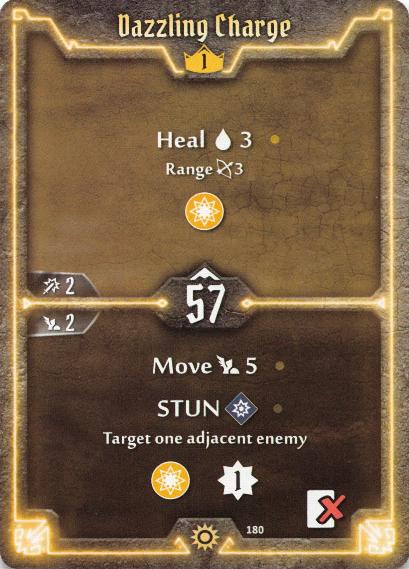 Dazzling Charge
1
Heal 3
Range 3
2
57
2
Move 5
STUN
Target one adjacent enemy
1
180